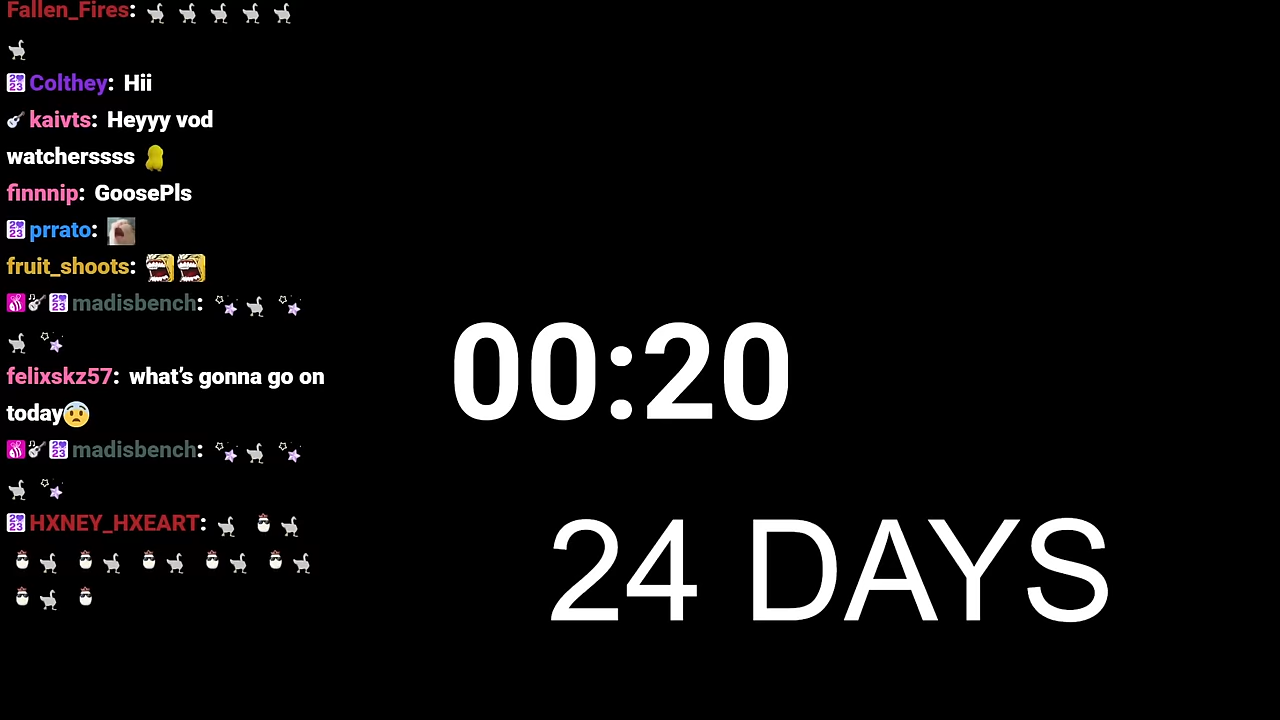 Fallen_Fires:
Colthey: Hii
kaivts: Heyyy vod
watcherssss
finnnip: GoosePls
prrato:
fruit_shoots:
madisbench:
felixskz57: what's gonna go on
today
madisbench:
HXNEY_HXEART:
00:20
24 DAYS